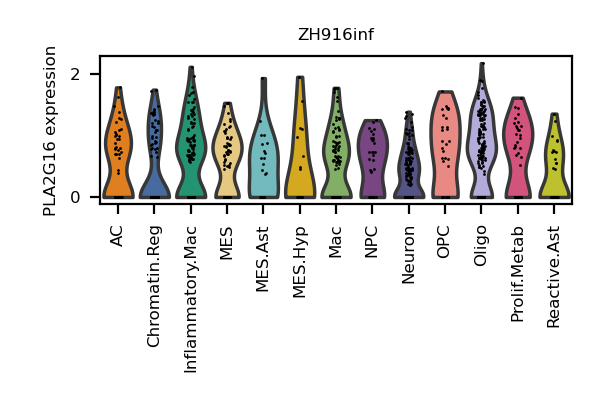 ZH916inf
PLA2G16 expression
2
0
AC
Chromatin.Reg
Inflammatory.Mac
MES
MES.Ast
MES.Hyp
Mac
NPC
Neuron
OPC
Oligo
Prolif.Metab
Reactive.Ast